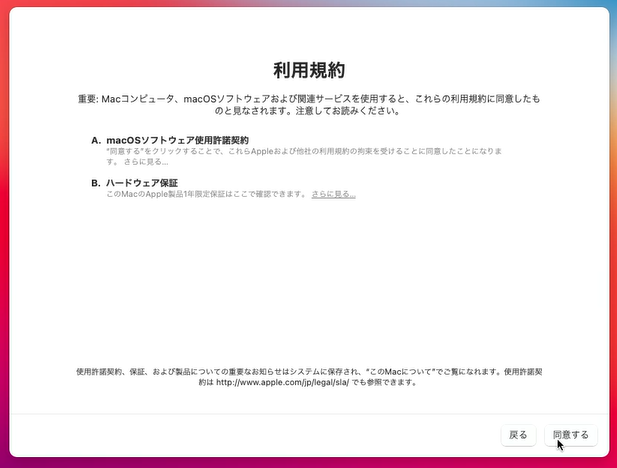 利用規約
重要: Macコンピュータ、macOSソフトウェアおよび関連サービスを使用すると、これらの利用規約に同意したも
のと見なされます。注意してお読みください。
A. macOSソフトウェア使用許諾契約
“同意する”をクリックすることで、これらAppleおよび他社の利用規約の拘束を受けることに同意したことになりま
す。 さらに見る...
B. ハードウェア保証
このMacのApple製品1年限定保証はここで確認できます。 さらに見る...
使用許諾契約、保証、および製品についての重要なお知らせはシステムに保存され、“このMacについて”でご覧になれます。使用許諾契
約は http://www.apple.com/jp/legal/sla/ でも参照できます。
戻る 同意する